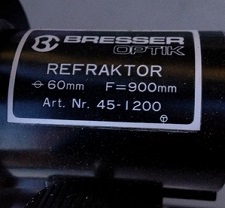 BRESSER
OPTIK
REFRAKTOR
⌀ 60mm F=900mm
Art. Nr. 45-1200